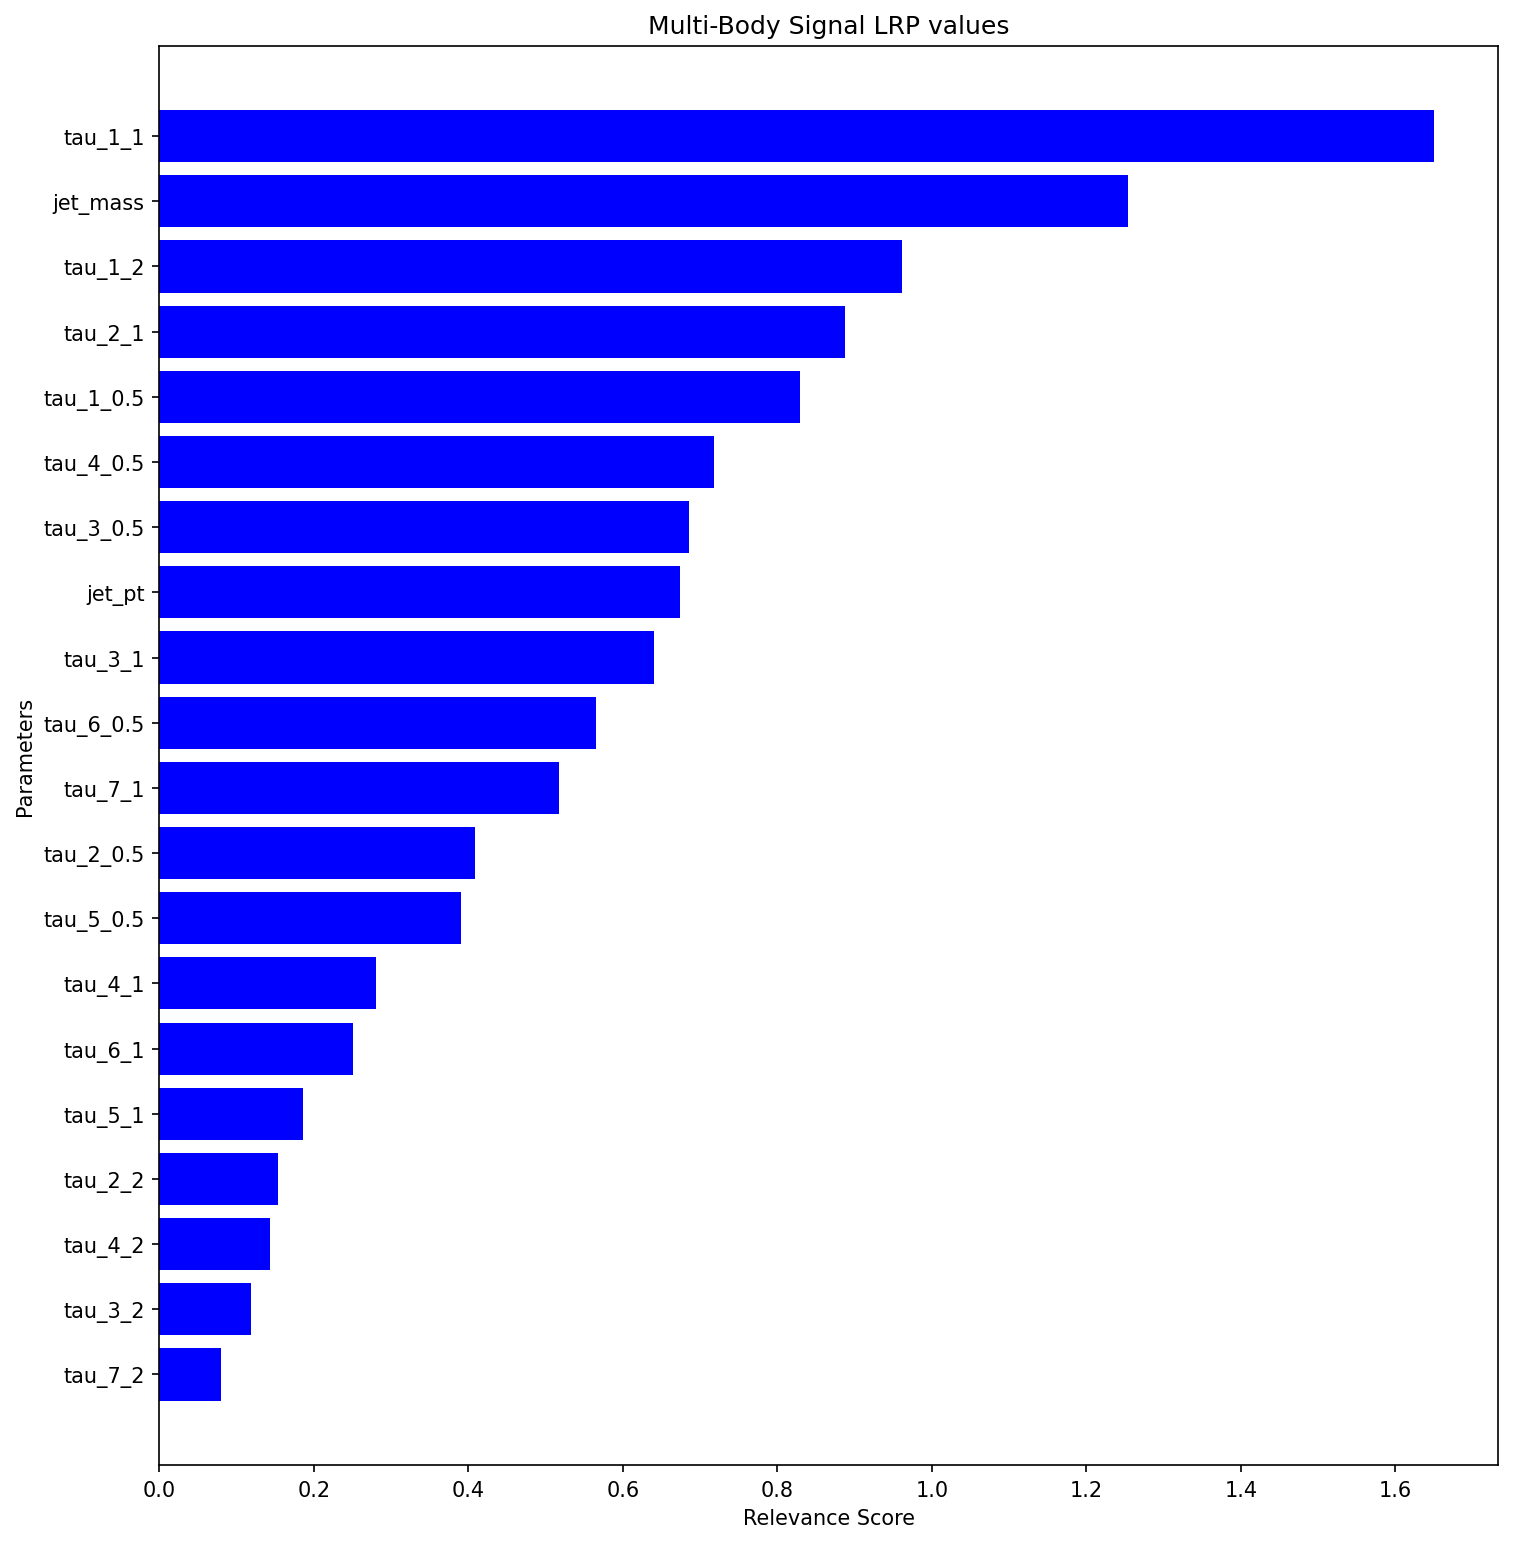 Multi-Body Signal LRP values
tau_1_1
jet_mass
tau_1_2
tau_2_1
tau_1_0.5
tau_4_0.5
tau_3_0.5
jet_pt
tau_3_1
tau_6_0.5
tau_7_1
tau_2_0.5
tau_5_0.5
tau_4_1
tau_6_1
tau_5_1
tau_2_2
tau_4_2
tau_3_2
tau_7_2
Parameters
0.0 0.2 0.4 0.6 0.8 1.0 1.2 1.4 1.6
Relevance Score